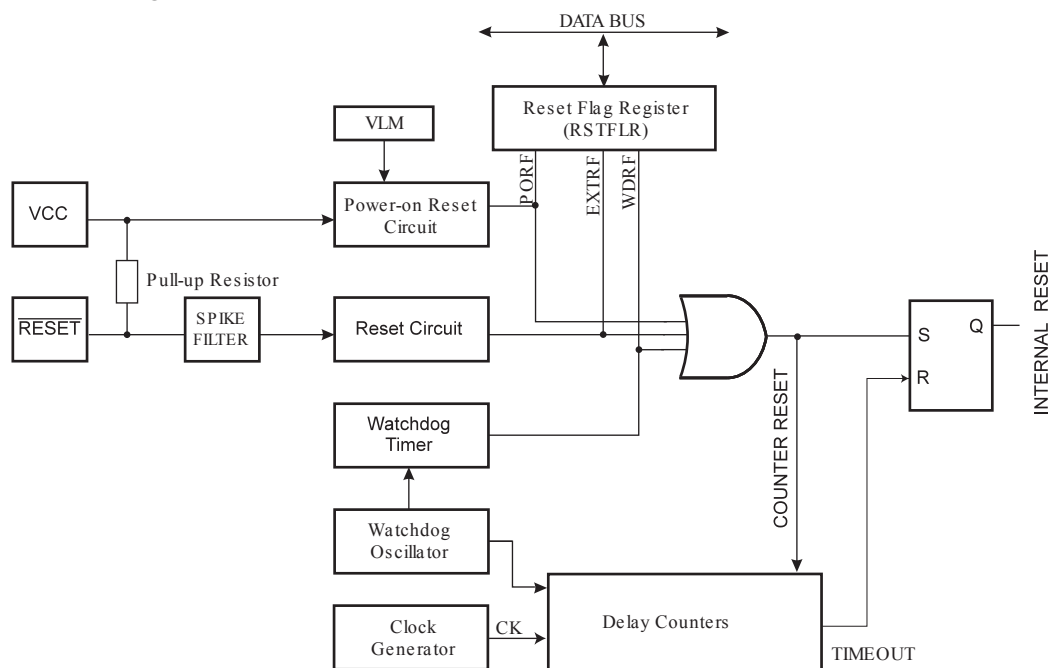 DATA BUS
Reset Flag Register
(RSTFLR)
VLM
PORF
EXTRF
WDRF
VCC
Power-on Reset
Circuit
Pull-up Resistor
RESET
SPIKE
FILTER
Reset Circuit
S
Q
R
INTERNAL RESET
Watchdog
Timer
COUNTER RESET
Watchdog
Oscillator
Clock
Generator
CK
Delay Counters
TIMEOUT